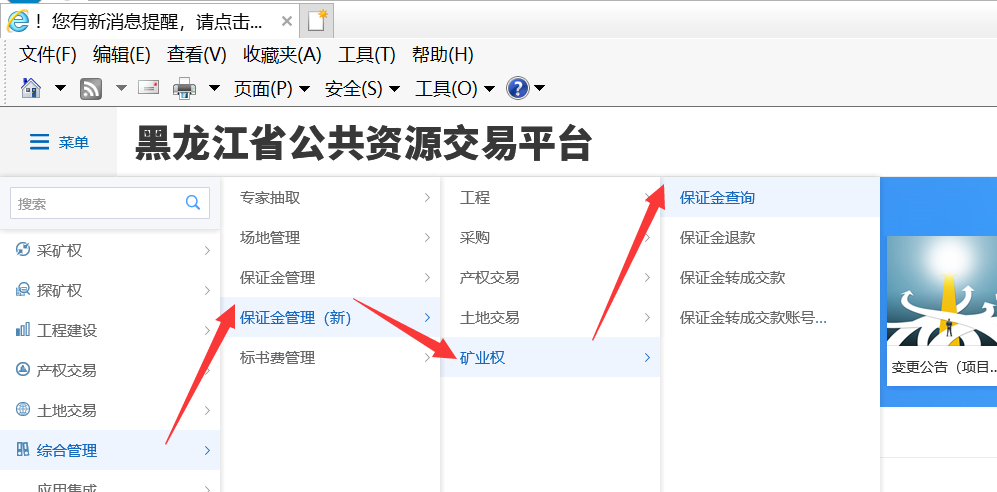 ！您有新消息提醒，请点击...
文件(F) 编辑(E) 查看(V) 收藏夹(A) 工具(T) 帮助(H)
页面(P) 安全(S) 工具(O)
菜单
黑龙江省公共资源交易平台
搜索
采矿权
探矿权
工程建设
产权交易
土地交易
综合管理
应用集成
专家抽取
场地管理
保证金管理
保证金管理（新）
标书费管理
工程
采购
产权交易
土地交易
矿业权
保证金查询
保证金退款
保证金转成交款
保证金转成交款账号...
变更公告（项目...